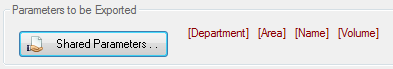 Parameters to be Exported
Shared Parameters . . [Department] [Area] [Name] [Volume]